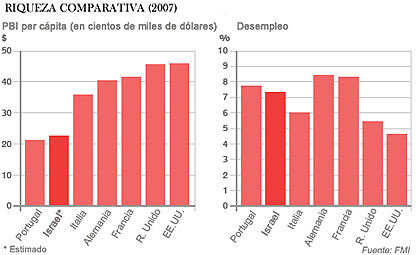 RIQUEZA COMPARATIVA (2007)
PBI per cápita (en cientos de miles de dólares)
$
50
40
30
20
10
0
Portugal
Israel*
Italia
Alemania
Francia
R. Unido
EE.UU.
* Estimado
Desempleo
%
10
9
8
7
6
5
4
3
2
1
0
Portugal
Israel
Italia
Alemania
Francia
R. Unido
EE.UU.
Fuente: FMI